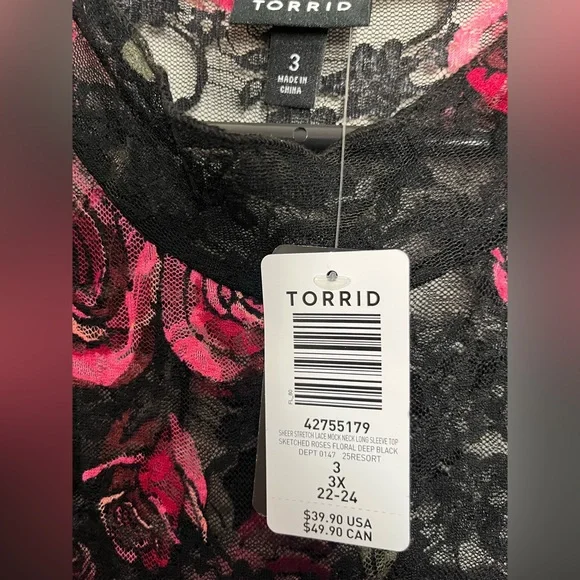 TORRID
3
MADE IN
CHINA
TORRID
FL_80
42755179
SHEER STRETCH LACE MOCK NECK LONG SLEEVE TOP
SKETCHED ROSES FLORAL DEEP BLACK
DEPT 0147 25RESORT
3
3X
22-24
$39.90 USA
$49.90 CAN